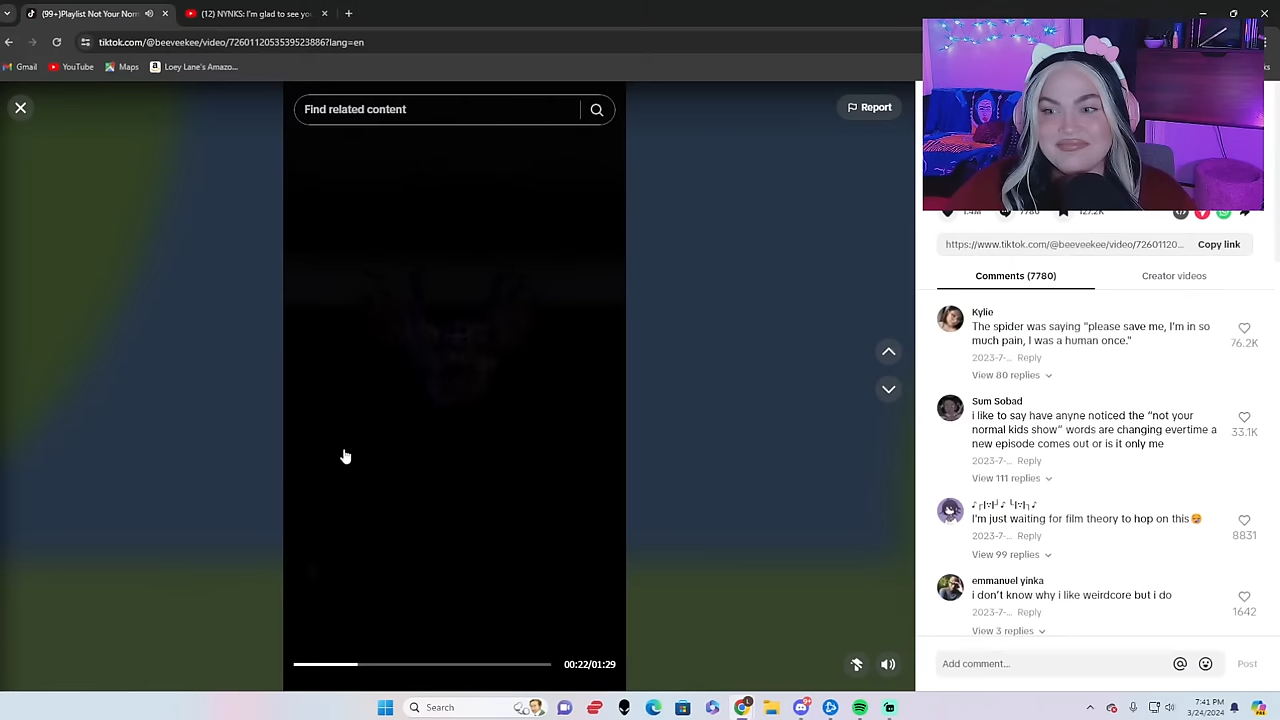 (99+)Playlist Not Your Norm
(12) NYNKS: I'm glad to see yo
tiktok.com/@beeveekee/video/7260112053539523886?lang=en
Gmail
YouTube
Maps
Loey Lane's Amazo...
Find related content
Report
1.4M
7780
127.2K
https://www.tiktok.com/@beeveekee/video/72601120...
Copy link
Comments (7780)
Creator videos
Kylie
The spider was saying "please save me, I'm in so
much pain, I was a human once."
76.2K
2023-7-... Reply
View 80 replies
Sum Sobad
i like to say have anyne noticed the "not your
normal kids show" words are changing evertime a
new episode comes out or is it only me
33.1K
2023-7-... Reply
View 111 replies
I'm just waiting for film theory to hop on this🥵
8831
2023-7-... Reply
View 99 replies
emmanuel yinka
i don't know why i like weirdcore but i do
1642
2023-7-... Reply
View 3 replies
00:22/01:29
Add comment...
Post
Search
7:41 PM
3/24/2024